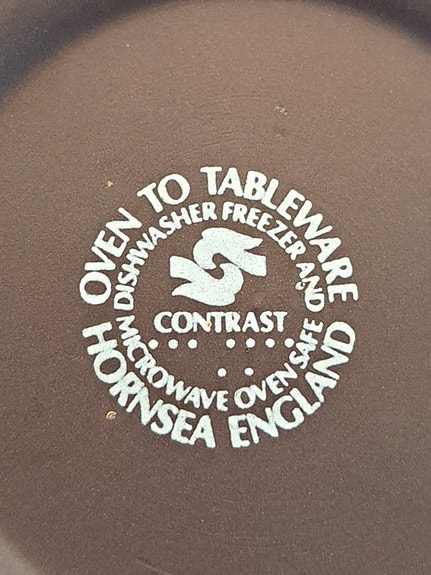 OVEN TO TABLEWARE
DISHWASHER FREEZER AND
CONTRAST
MICROWAVE OVEN SAFE
HORNSEA ENGLAND